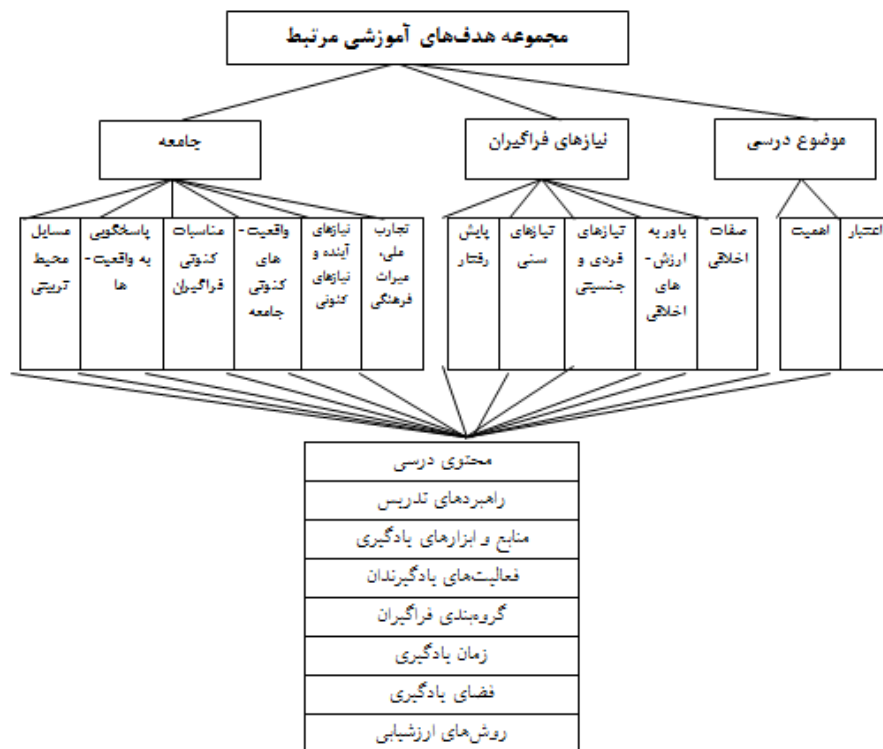 مجموعه هدف‌های آموزشی مرتبط
موضوع درسی
نیازهای فراگیران
جامعه
اعتبار
اهمیت
صفات
اخلاقی
باور به
ارزش-
های
اخلاقی
نیازهای
فردی و
جنسیتی
نیازهای
سنی
پایش
رفتار
تجارب
ملی،
میراث
فرهنگی
نیازهای
آینده و
نیازهای
کنونی
واقعیت-
های
کنونی
جامعه
مناسبات
کنونی
فراگیران
پاسخگویی
به واقعیت-
ها
مسایل
محیط
تربیتی
محتوی درسی
راهبردهای تدریس
منابع و ابزارهای یادگیری
فعالیت‌های یادگیرندان
گروه‌بندی فراگیران
زمان یادگیری
فضای یادگیری
روش‌های ارزشیابی